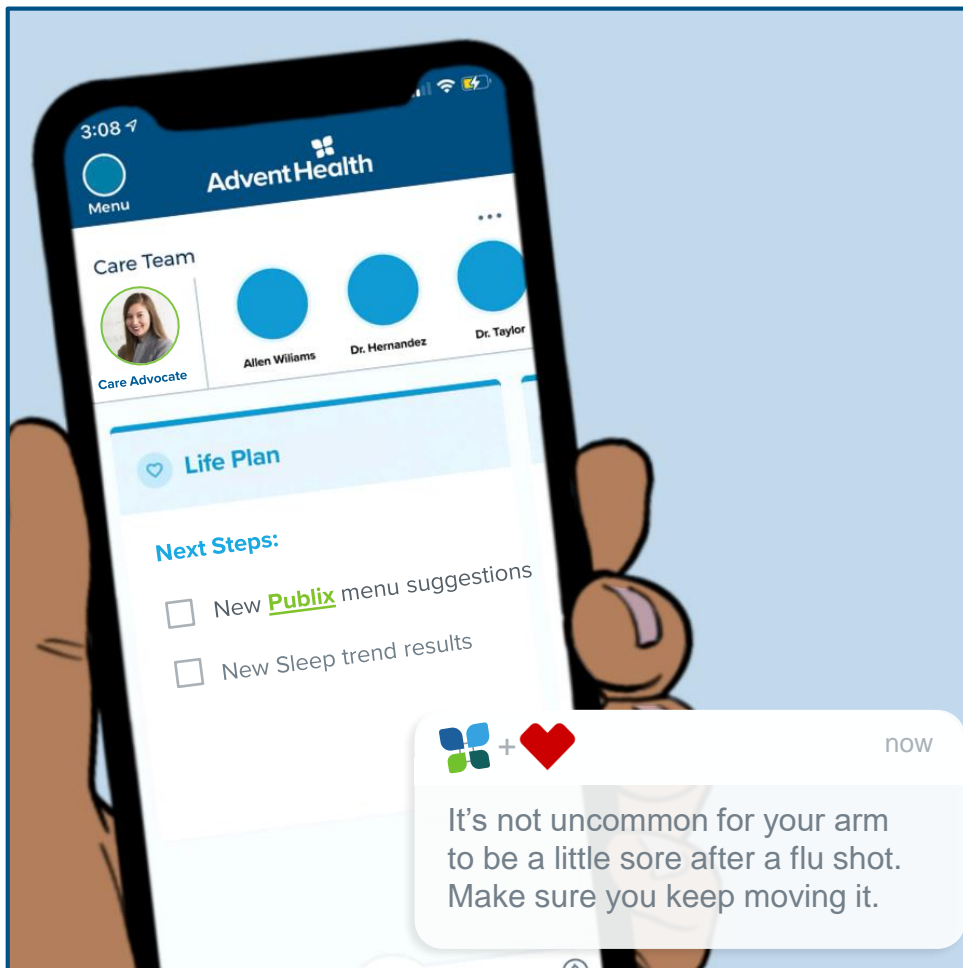 3:08
AdventHealth
Menu
Care Team
Care Advocate
Allen Wiliams
Dr. Hernandez
Dr. Taylor
Life Plan
Next Steps:
New Publix menu suggestions
New Sleep trend results
+
now
It’s not uncommon for your arm
to be a little sore after a flu shot.
Make sure you keep moving it.